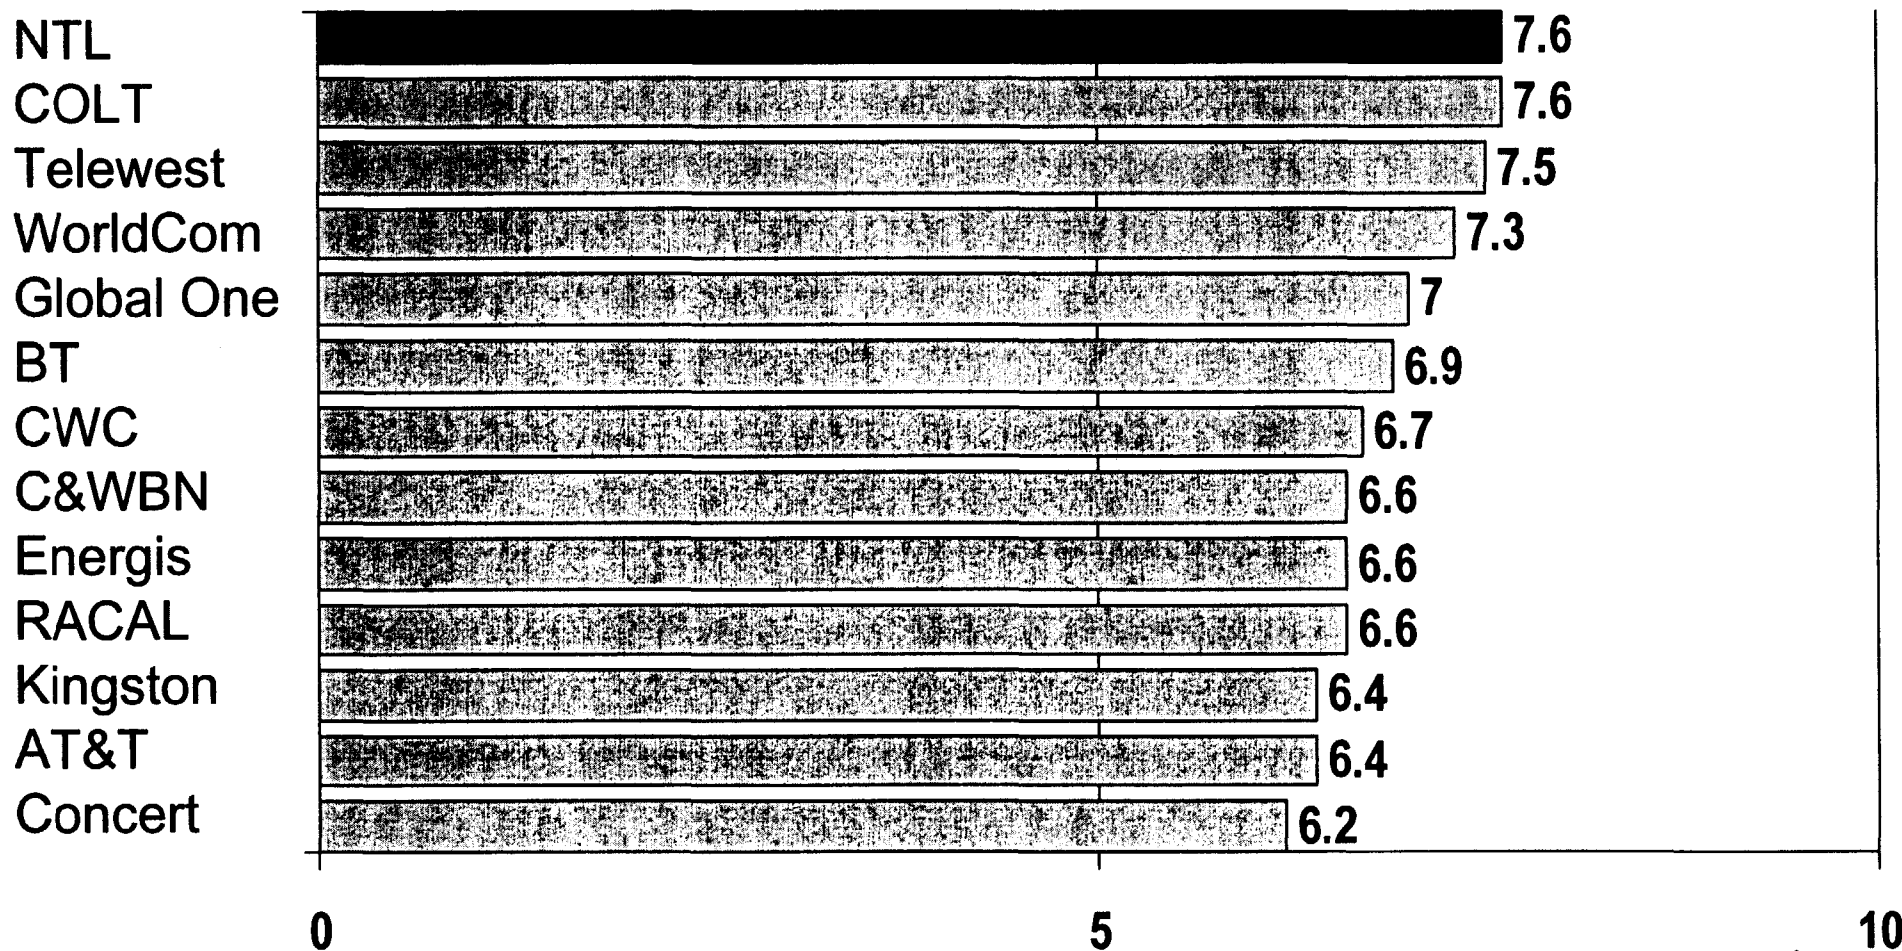 NTL 7.6
COLT 7.6
Telewest 7.5
WorldCom 7.3
Global One 7
BT 6.9
CWC 6.7
C&WBN 6.6
Energis 6.6
RACAL 6.6
Kingston 6.4
AT&T 6.4
Concert 6.2
0 5 10